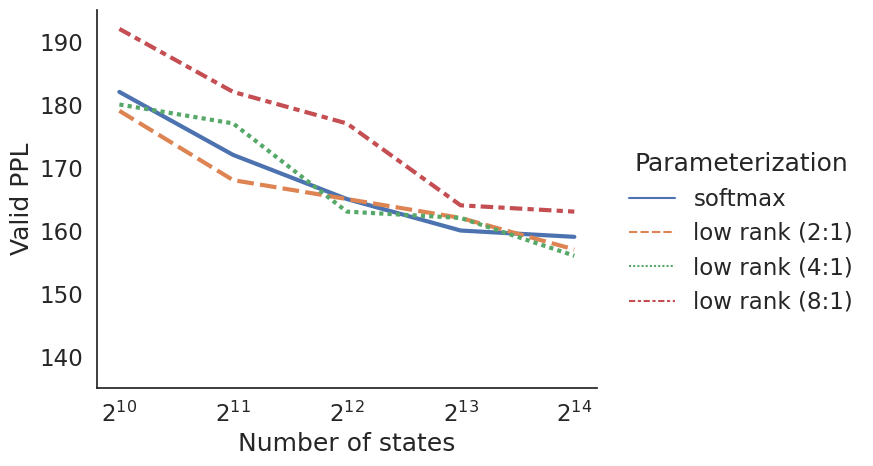 190
180
170
160
150
140
Valid PPL
2^10 2^11 2^12 2^13 2^14
Number of states
Parameterization
softmax
low rank (2:1)
low rank (4:1)
low rank (8:1)